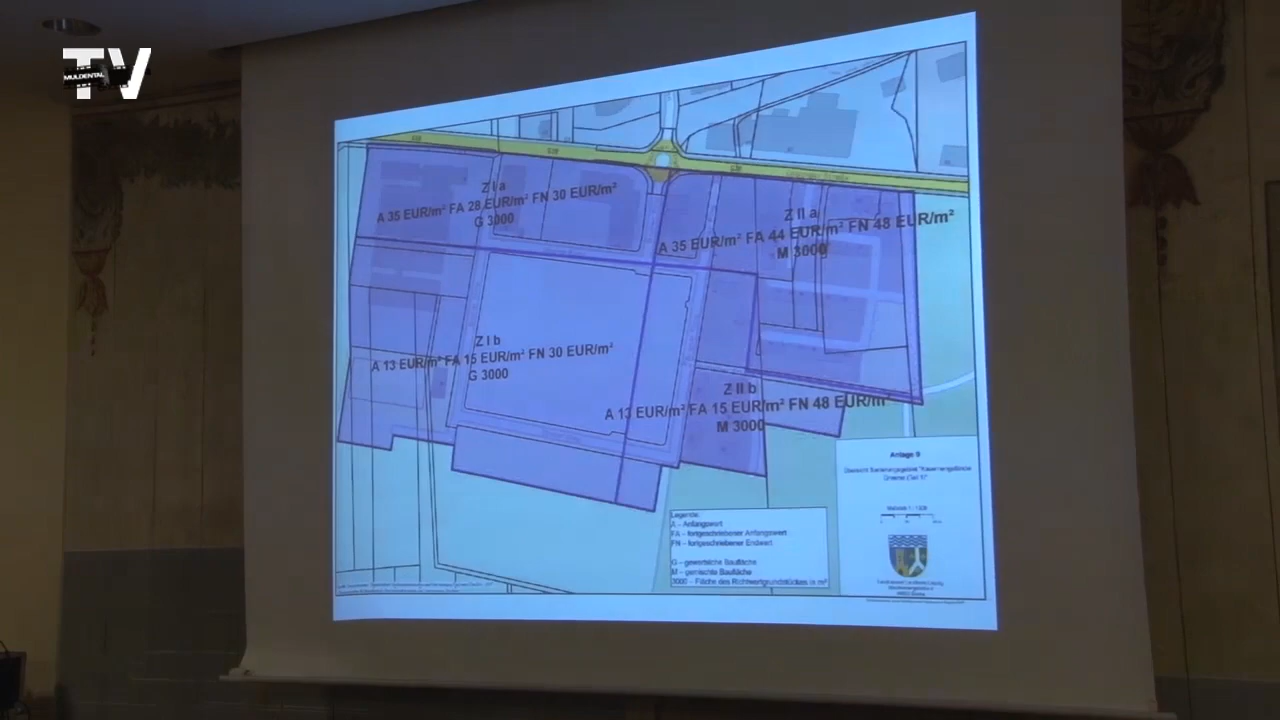 TV
MULDENTAL
Z I a
A 35 EUR/m² FA 28 EUR/m² FN 30 EUR/m²
G 3000
Z II a
A 35 EUR/m² FA 44 EUR/m² FN 48 EUR/m²
M 3000
Z I b
A 13 EUR/m² FA 15 EUR/m² FN 30 EUR/m²
G 3000
Z II b
A 13 EUR/m² FA 15 EUR/m² FN 48 EUR/m²
M 3000
Anlage 9
Legende:
A – Anfangswert
FA – fortgeschriebener Anfangswert
FN – fortgeschriebener Endwert
G – gewerbliche Baufläche
M – gemischte Baufläche
3000 – Fläche des Richtwertgrundstückes in m²